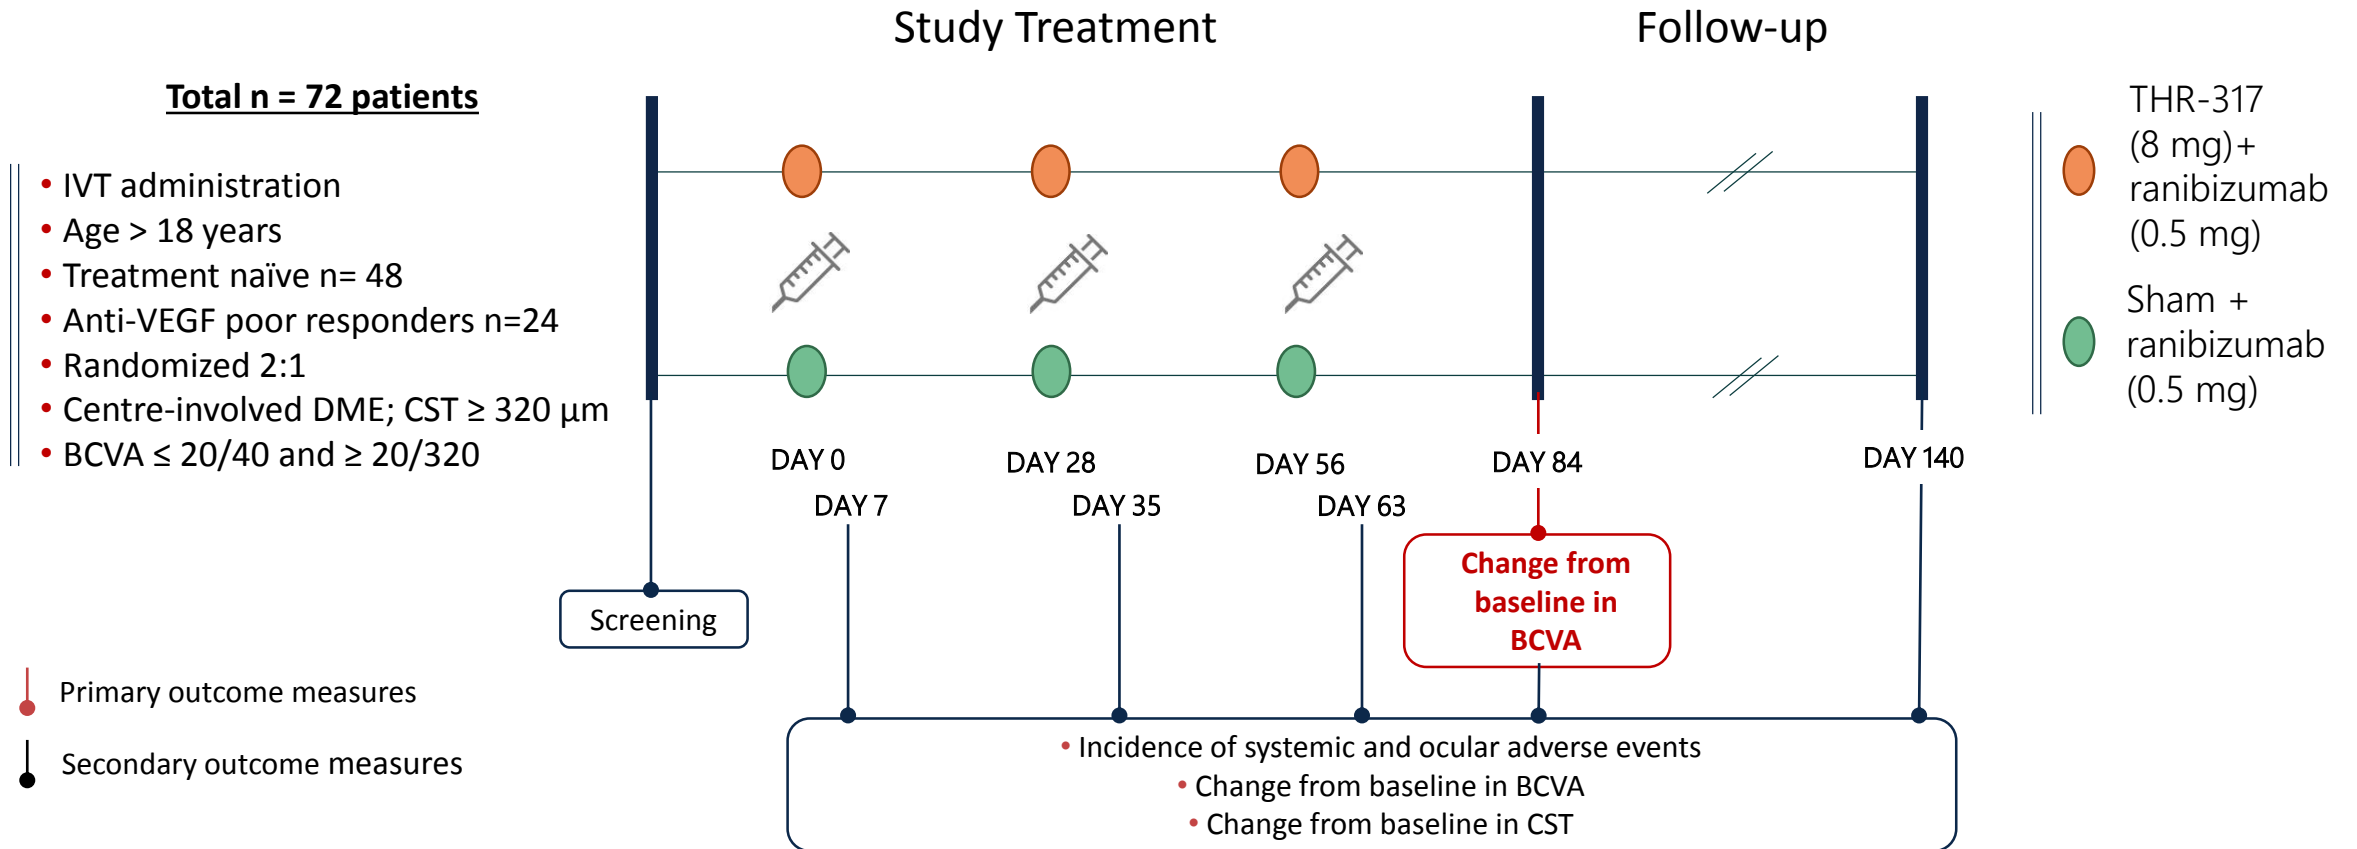 Study Treatment
Follow-up
Total n = 72 patients
• IVT administration
• Age > 18 years
• Treatment naïve n= 48
• Anti-VEGF poor responders n=24
• Randomized 2:1
• Centre-involved DME; CST ≥ 320 µm
• BCVA ≤ 20/40 and ≥ 20/320
THR-317
(8 mg)+
ranibizumab
(0.5 mg)
Sham +
ranibizumab
(0.5 mg)
DAY 0
DAY 28
DAY 56
DAY 84
DAY 140
DAY 7
DAY 35
DAY 63
Screening
Change from
baseline in
BCVA
Primary outcome measures
Secondary outcome measures
• Incidence of systemic and ocular adverse events
• Change from baseline in BCVA
• Change from baseline in CST